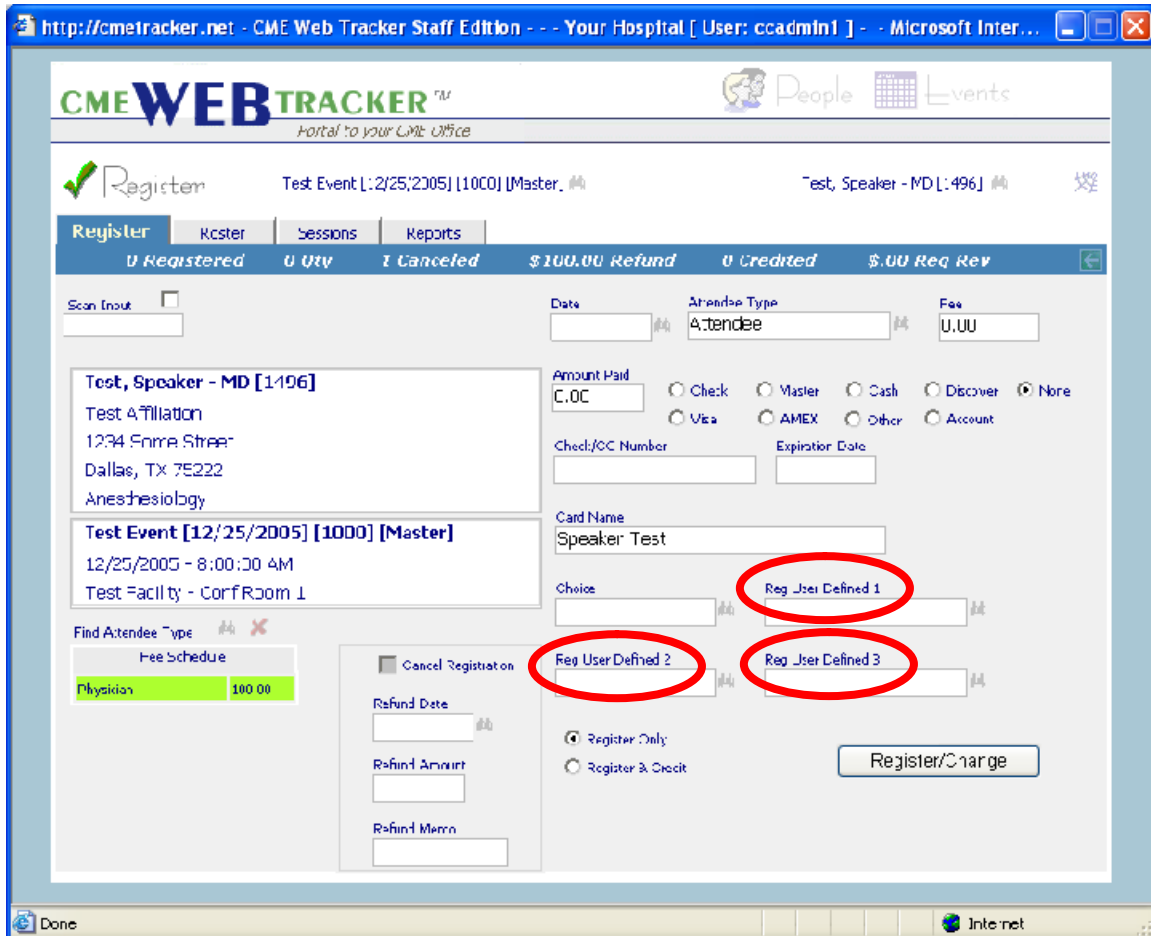 http://cmetracker.net - CME Web Tracker Staff Edition - - - Your Hospital [ User: ccadmin1 ] - - Microsoft Inter...
CME WEB TRACKER TM
People Events
Portal to your CME Office
Register Test Event [12/25/2005] [1000] [Master] Test, Speaker - MD [1496]
Register Roster Sessions Reports
0 Registered 0 Qty 1 Canceled $100.00 Refund 0 Credited $.00 Reg Rev
Scan Input Date Attendee Type Fee
Attendee 0.00
Test, Speaker - MD [1496]
Test Affiliation
1234 Some Street
Dallas, TX 75222
Anesthesiology
Amount Paid
0.00 Check Master Cash Discover None
Visa AMEX Other Account
Check/CC Number Expiration Date
Card Name
Speaker Test
Test Event [12/25/2005] [1000] [Master]
12/25/2005 - 8:00:00 AM
Test Facility - Conf Room 1
Choice Reg User Defined 1
Reg User Defined 2 Reg User Defined 3
Find Attendee Type
Fee Schedule
Physician 100.00
Cancel Registration
Refund Date
Refund Amount
Refund Memo
Register Only
Register & Credit
Register/Change
Done Internet